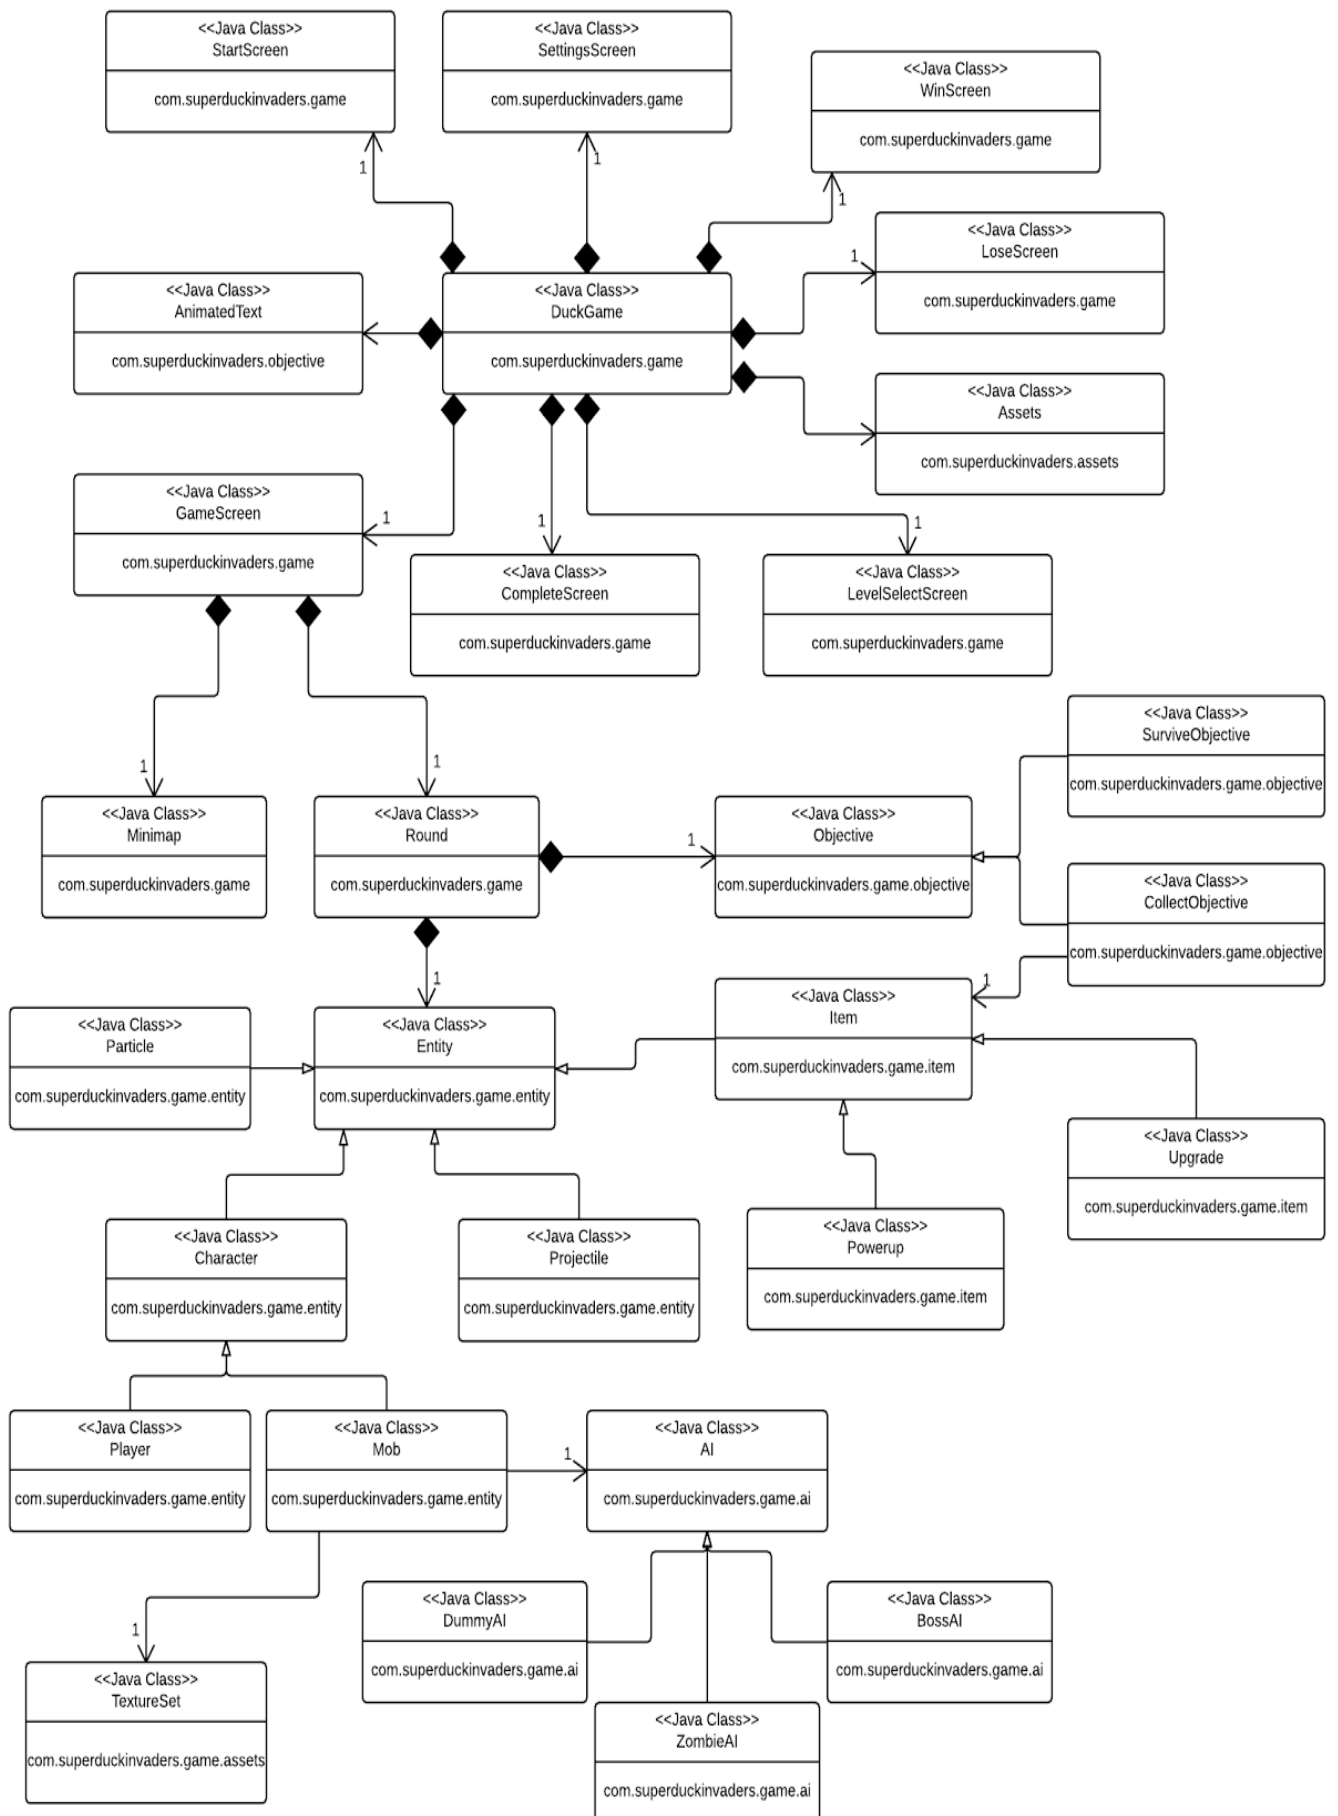 <<Java Class>>
StartScreen
com.superduckinvaders.game
<<Java Class>>
SettingsScreen
com.superduckinvaders.game
<<Java Class>>
WinScreen
com.superduckinvaders.game
1
1
1
<<Java Class>>
LoseScreen
com.superduckinvaders.game
1
<<Java Class>>
AnimatedText
com.superduckinvaders.objective
<<Java Class>>
DuckGame
com.superduckinvaders.game
<<Java Class>>
Assets
com.superduckinvaders.assets
<<Java Class>>
GameScreen
com.superduckinvaders.game
1
1
1
<<Java Class>>
CompleteScreen
com.superduckinvaders.game
<<Java Class>>
LevelSelectScreen
com.superduckinvaders.game
1
1
<<Java Class>>
SurviveObjective
com.superduckinvaders.game.objective
<<Java Class>>
Minimap
com.superduckinvaders.game
<<Java Class>>
Round
com.superduckinvaders.game
1
<<Java Class>>
Objective
com.superduckinvaders.game.objective
<<Java Class>>
CollectObjective
com.superduckinvaders.game.objective
1
1
<<Java Class>>
Particle
com.superduckinvaders.game.entity
<<Java Class>>
Entity
com.superduckinvaders.game.entity
<<Java Class>>
Item
com.superduckinvaders.game.item
<<Java Class>>
Upgrade
com.superduckinvaders.game.item
<<Java Class>>
Character
com.superduckinvaders.game.entity
<<Java Class>>
Projectile
com.superduckinvaders.game.entity
<<Java Class>>
Powerup
com.superduckinvaders.game.item
<<Java Class>>
Player
com.superduckinvaders.game.entity
<<Java Class>>
Mob
com.superduckinvaders.game.entity
1
<<Java Class>>
AI
com.superduckinvaders.game.ai
<<Java Class>>
DummyAI
com.superduckinvaders.game.ai
<<Java Class>>
BossAI
com.superduckinvaders.game.ai
1
<<Java Class>>
TextureSet
com.superduckinvaders.game.assets
<<Java Class>>
ZombieAI
com.superduckinvaders.game.ai